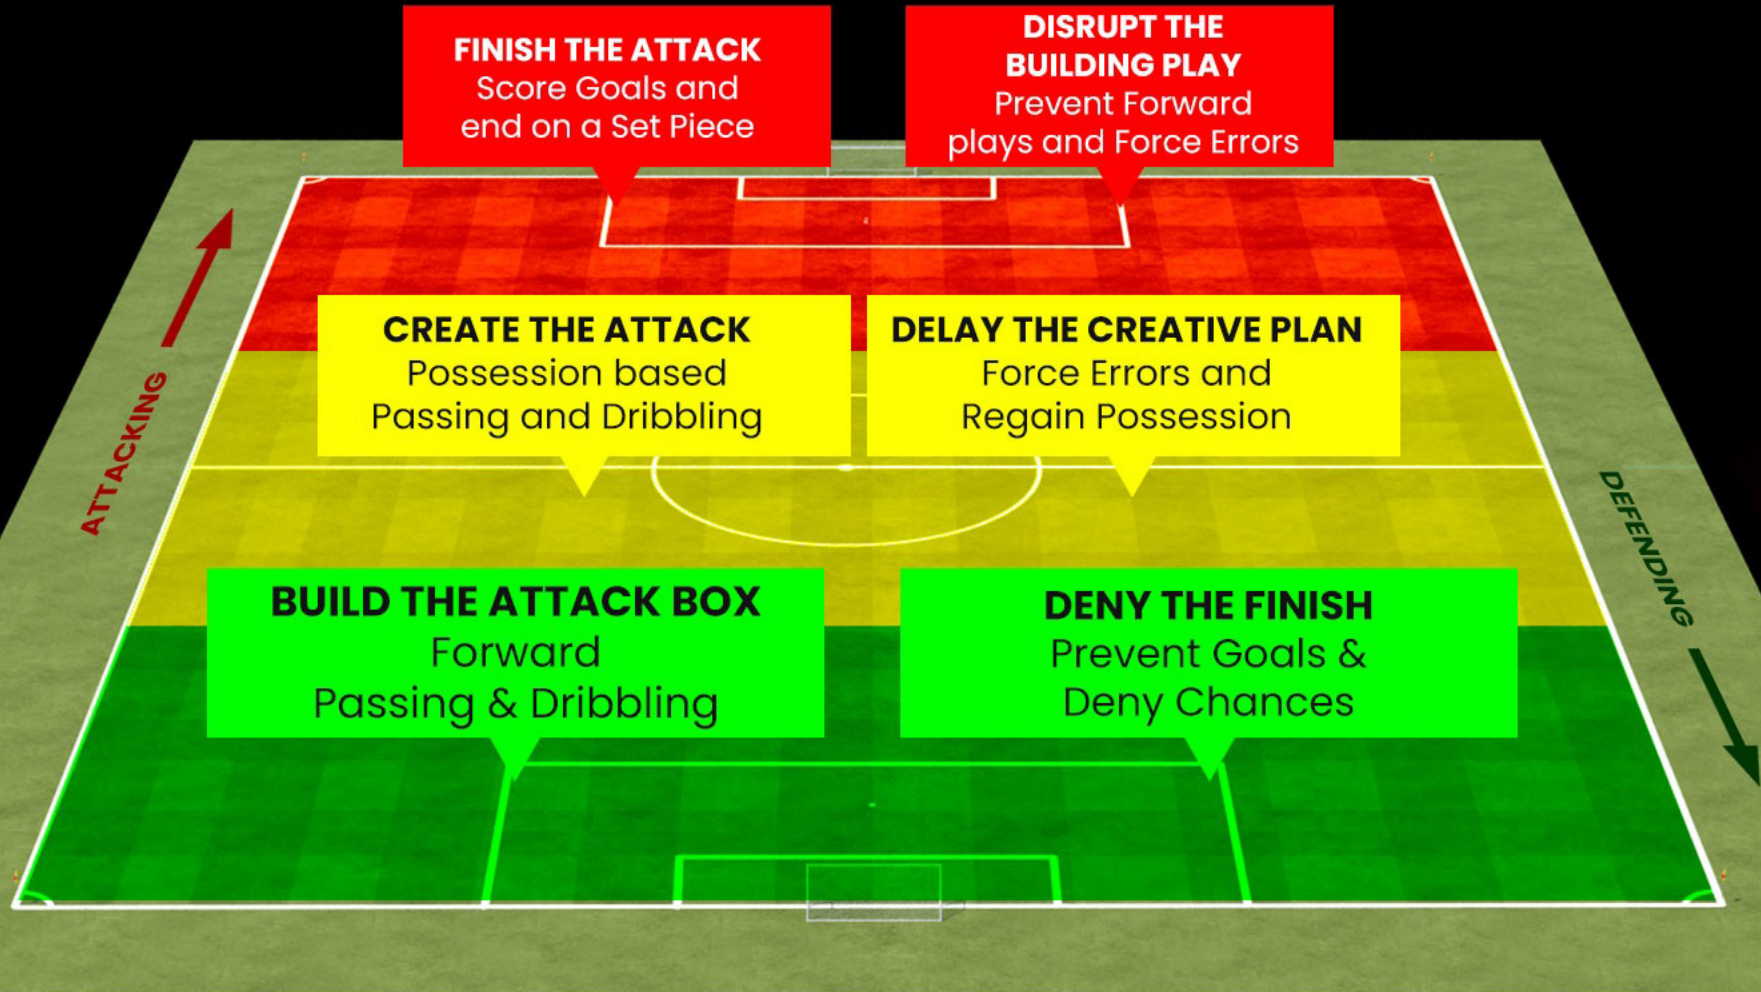 FINISH THE ATTACK
Score Goals and
end on a Set Piece
DISRUPT THE
BUILDING PLAY
Prevent Forward
plays and Force Errors
CREATE THE ATTACK
Possession based
Passing and Dribbling
DELAY THE CREATIVE PLAN
Force Errors and
Regain Possession
ATTACKING
DEFENDING
BUILD THE ATTACK BOX
Forward
Passing & Dribbling
DENY THE FINISH
Prevent Goals &
Deny Chances